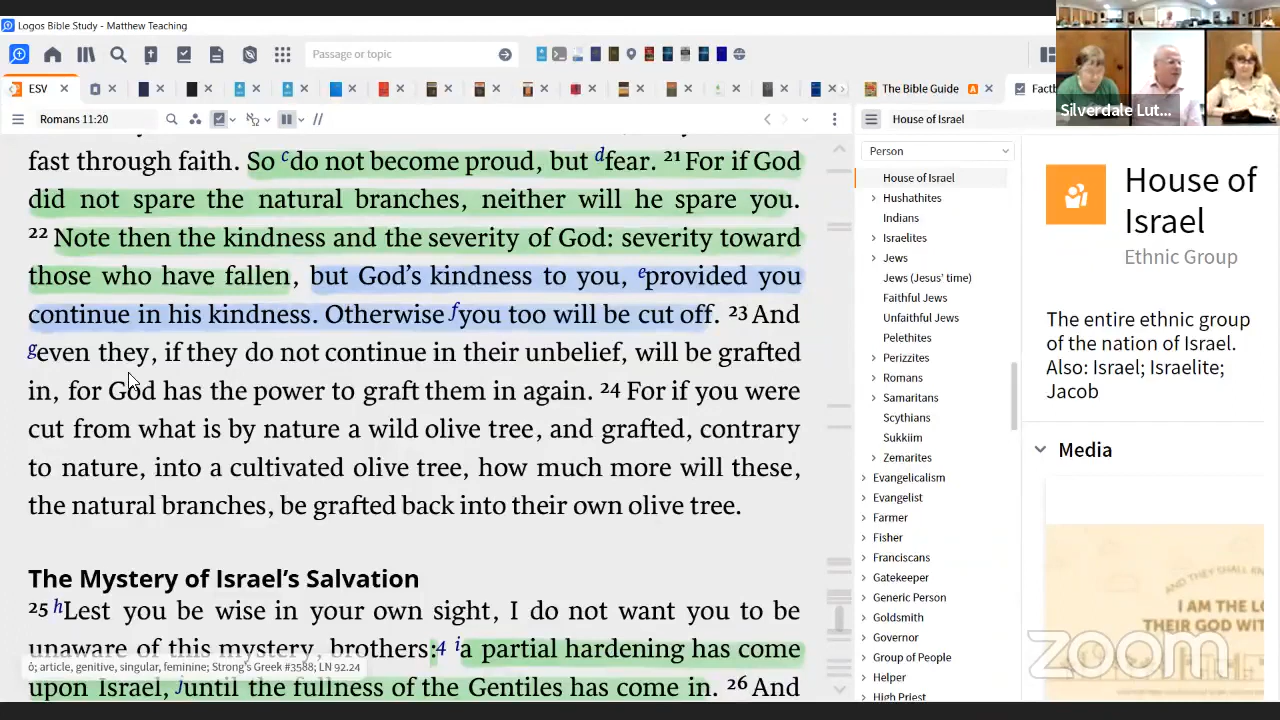 Logos Bible Study - Matthew Teaching
Passage or topic
ESV
The Bible Guide A
Romans 11:20
House of Israel
Silverdale Lut...
fast through faith. So c do not become proud, but d fear. 21 For if God
did not spare the natural branches, neither will he spare you.
22 Note then the kindness and the severity of God: severity toward
those who have fallen, but God's kindness to you, e provided you
continue in his kindness. Otherwise f you too will be cut off. 23 And
g even they, if they do not continue in their unbelief, will be grafted
in, for God has the power to graft them in again. 24 For if you were
cut from what is by nature a wild olive tree, and grafted, contrary
to nature, into a cultivated olive tree, how much more will these,
the natural branches, be grafted back into their own olive tree.
The Mystery of Israel's Salvation
25 h Lest you be wise in your own sight, I do not want you to be
unaware of this mystery, brothers:4 i a partial hardening has come
ὁ; article, genitive, singular, feminine; Strong's Greek #3588; LN 92.24
upon Israel, j until the fullness of the Gentiles has come in. 26 And
Person
House of Israel
Hushathites
Indians
Israelites
Jews
Jews (Jesus' time)
Faithful Jews
Unfaithful Jews
Pelethites
Perizzites
Romans
Samaritans
Scythians
Sukkiim
Zemarites
Evangelicalism
Evangelist
Farmer
Fisher
Franciscans
Gatekeeper
Generic Person
Goldsmith
Governor
Group of People
Helper
High Priest
House of
Israel
Ethnic Group
The entire ethnic group
of the nation of Israel.
Also: Israel; Israelite;
Jacob
Media
AND THEY SHALL
I AM THE LO
THEIR GOD WIT
zoom